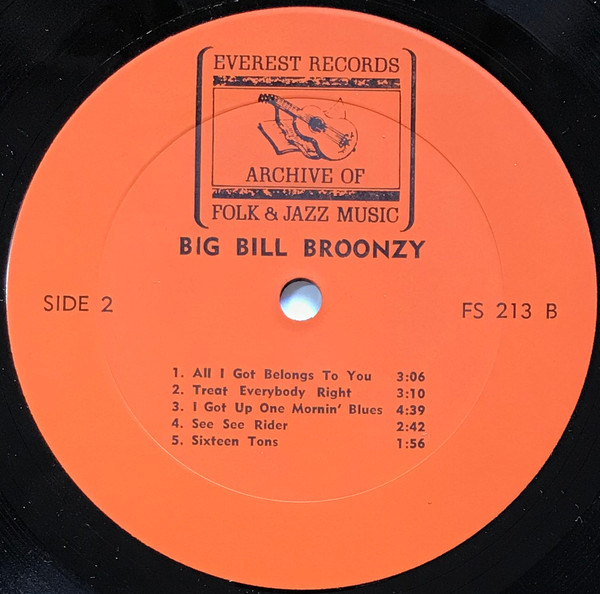 EVEREST RECORDS
ARCHIVE OF
FOLK & JAZZ MUSIC
BIG BILL BROONZY
SIDE 2
FS 213 B
1. All I Got Belongs To You 3:06
2. Treat Everybody Right 3:10
3. I Got Up One Mornin' Blues 4:39
4. See See Rider 2:42
5. Sixteen Tons 1:56